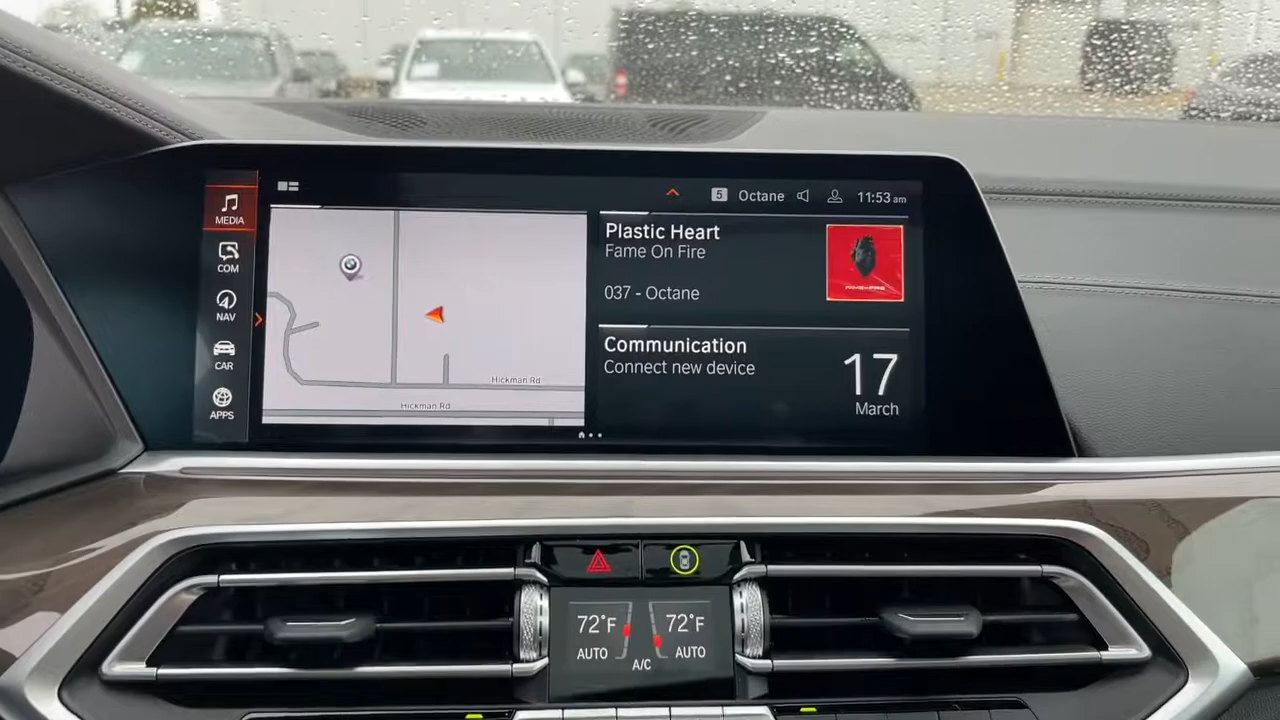 MEDIA
COM
NAV
CAR
APPS
5 Octane 11:53 am
Hickman Rd
Hickman Rd
Plastic Heart
Fame On Fire
037 - Octane
Communication
Connect new device
17
March
72°F 72°F
AUTO AUTO
A/C